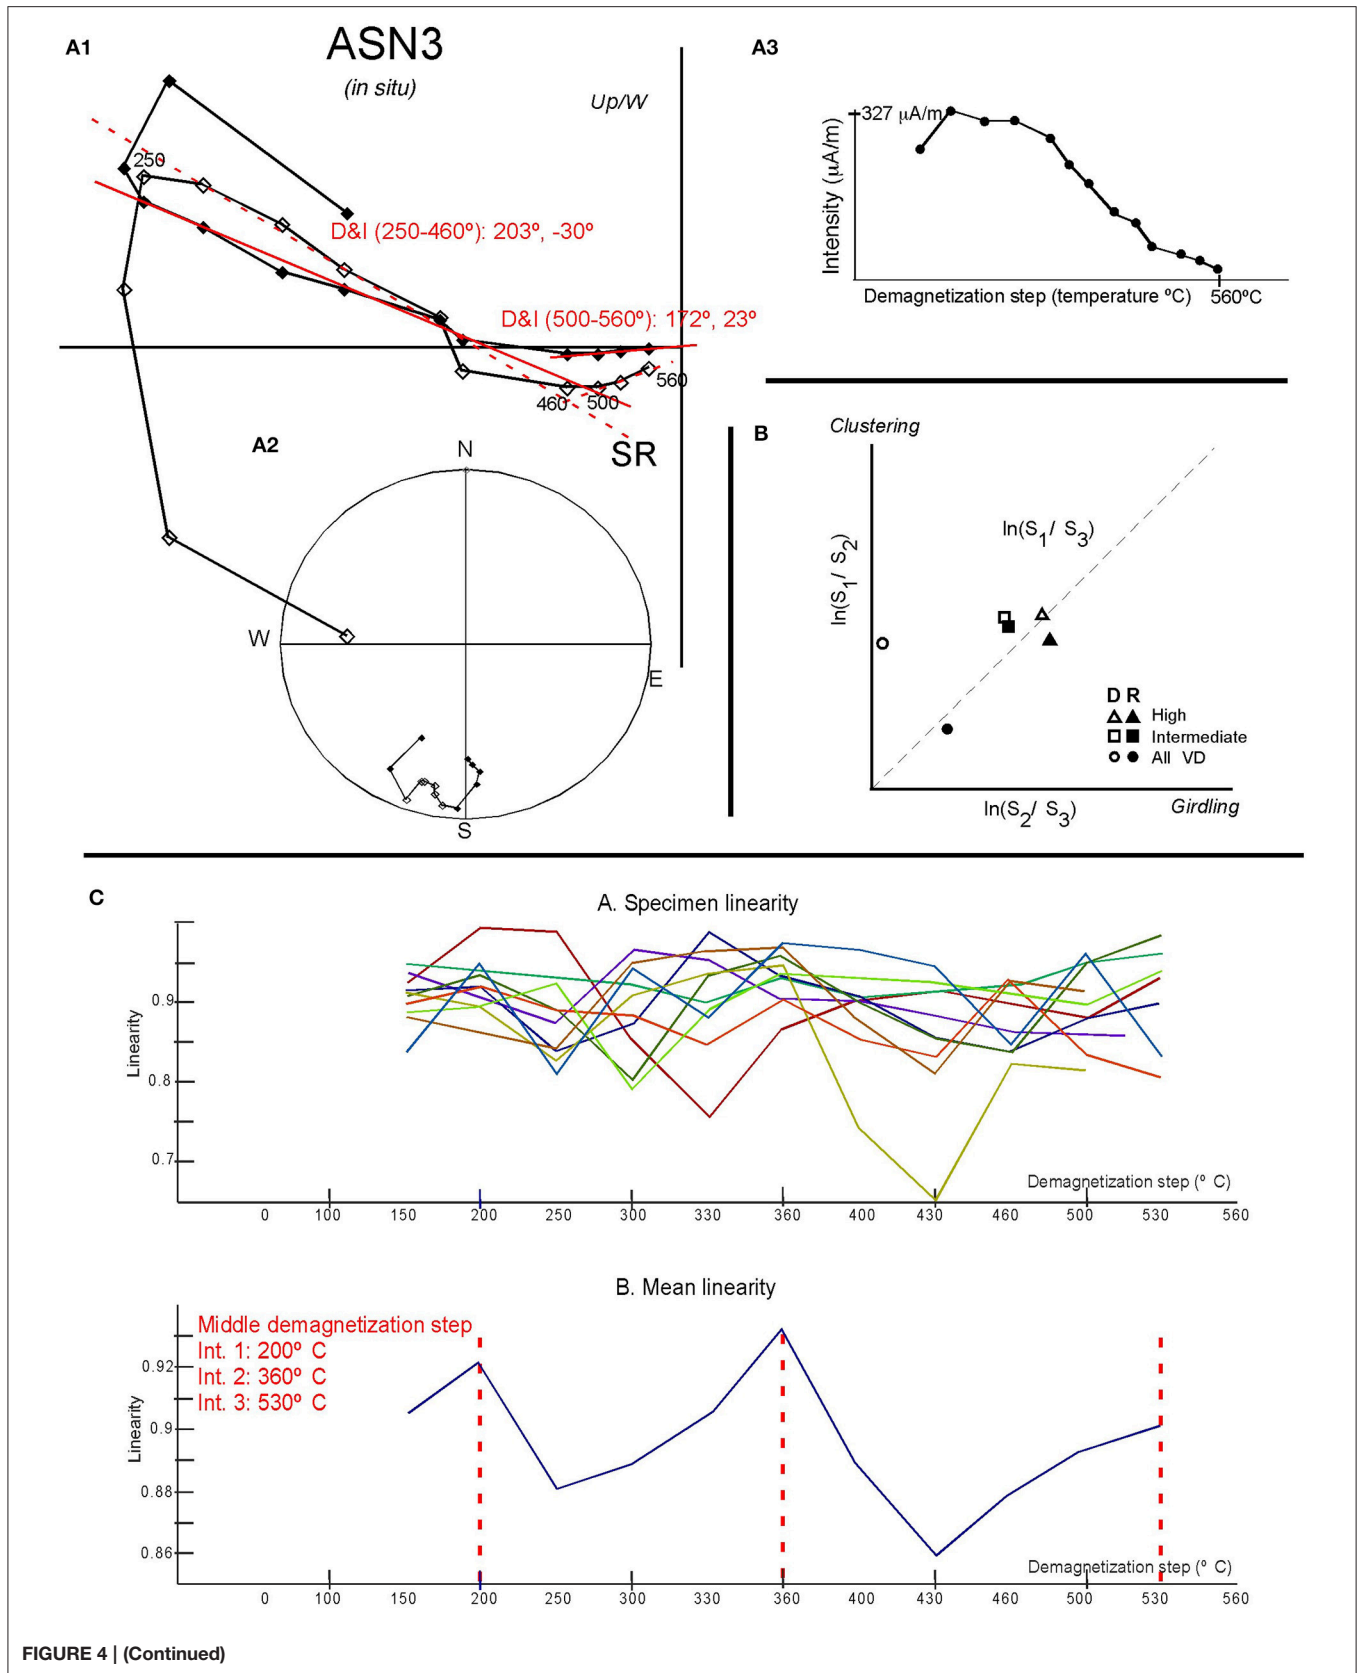 A1
ASN3
(in situ)
Up/W
250
D&I (250-460º): 203º, -30º
D&I (500-560º): 172º, 23º
460
500
560
SR
A2
N
W
E
S
A3
327 µA/m
Intensity (µA/m)
Demagnetization step (temperature ºC)
560ºC
B
Clustering
ln(S1/ S2)
ln(S1/ S3)
D R
High
Intermediate
All VD
ln(S2/ S3)
Girdling
C
A. Specimen linearity
Linearity
0.9
0.8
0.7
Demagnetization step (º C)
0 100 150 200 250 300 330 360 400 430 460 500 530 560
B. Mean linearity
Middle demagnetization step
Int. 1: 200º C
Int. 2: 360º C
Int. 3: 530º C
Linearity
0.92
0.9
0.88
0.86
Demagnetization step (º C)
0 100 150 200 250 300 330 360 400 430 460 500 530 560
FIGURE 4 | (Continued)